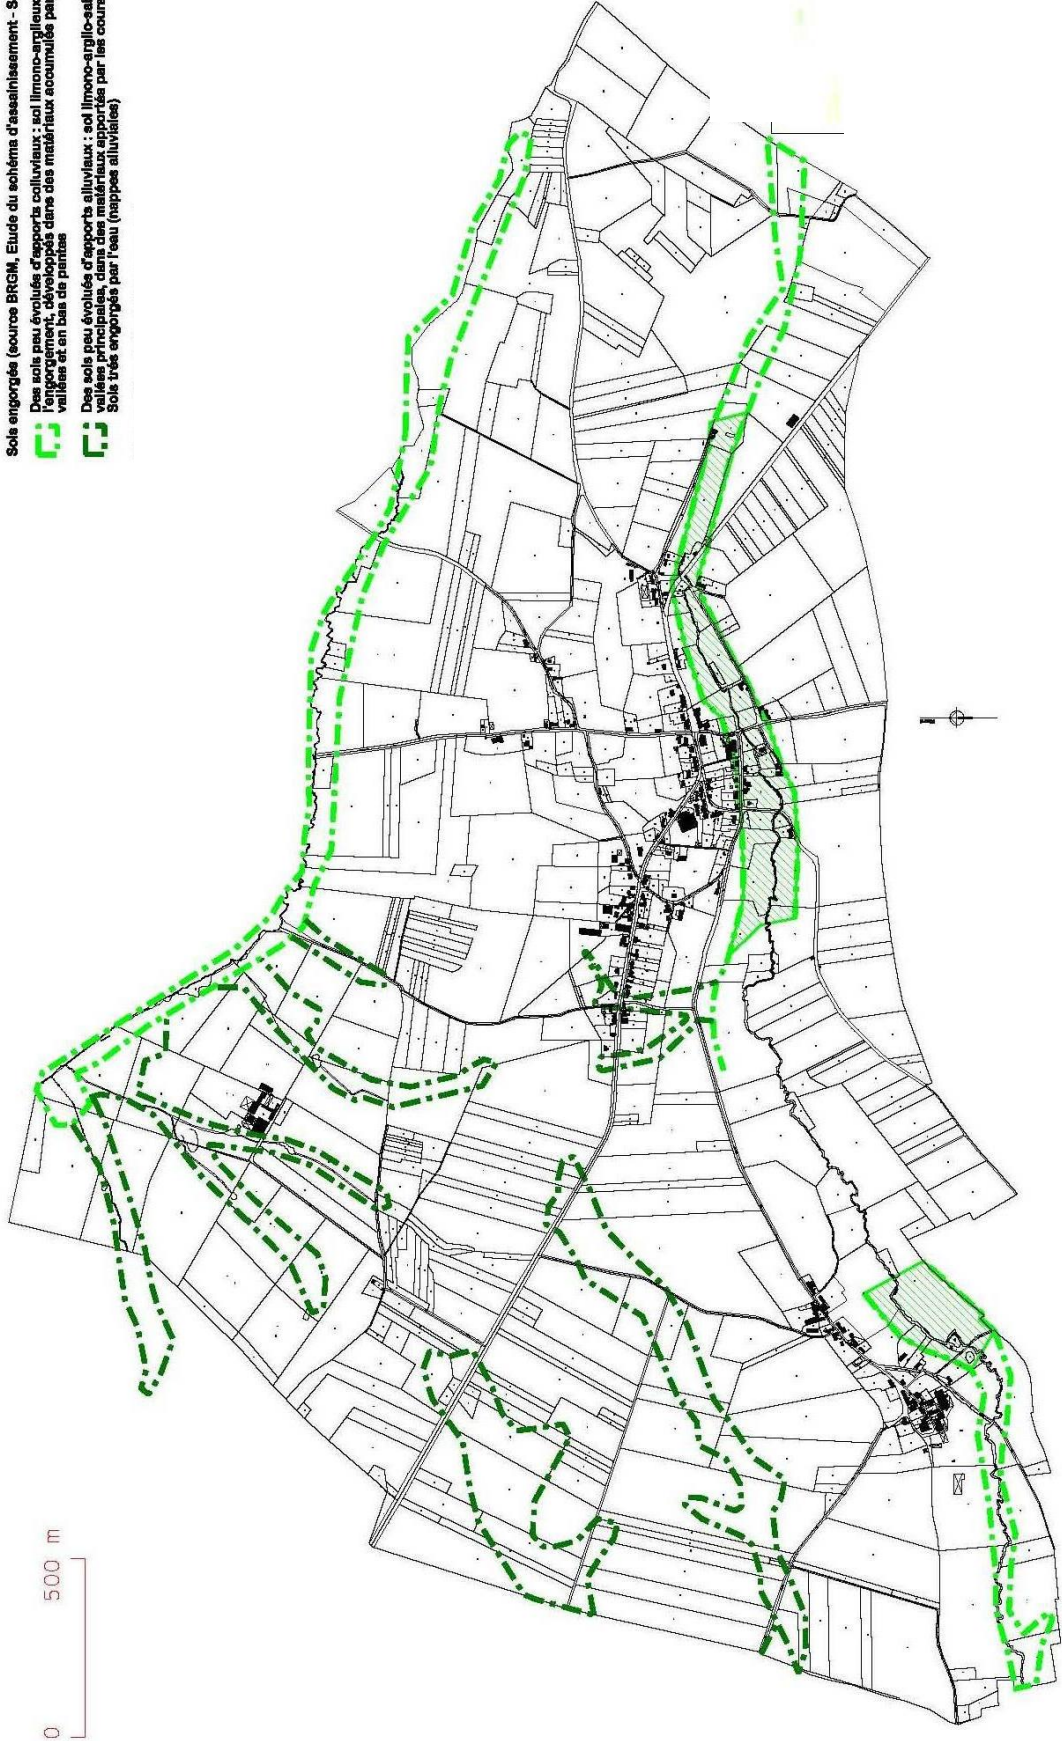 Sols engorgés (source BRGM, Etude du schéma d'assainissement - S
Des sols peu évolués d'apports colluviaux : sol limono-argileux
l'engorgement, développés dans des matériaux accumulés par
vallées et en bas de pentes
Des sols peu évolués d'apports alluviaux : sol limono-argilo-sa
vallées principales, dans des matériaux apportés par les cours
Sols très engorgés par l'eau (nappes alluviales)
0 500 m